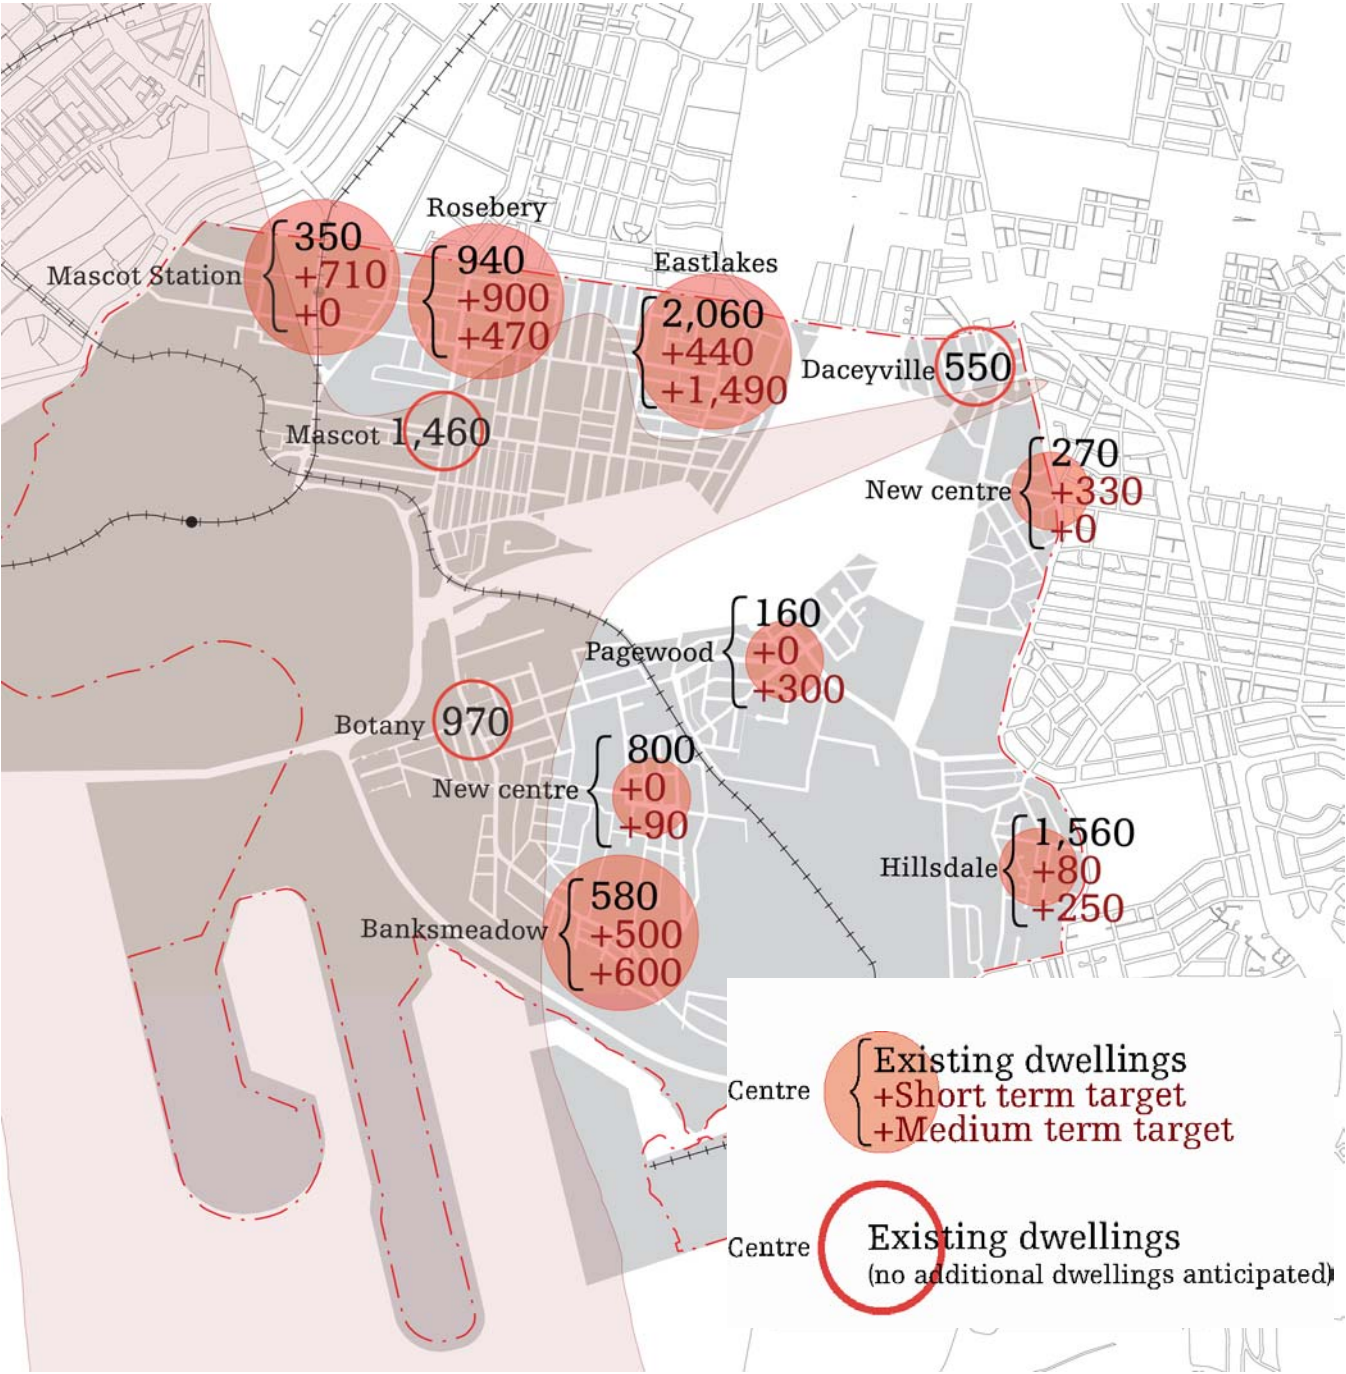 Rosebery
Mascot Station
350
+710
+0
940
+900
+470
Eastlakes
2,060
+440
+1,490
Daceyville 550
Mascot 1,460
New centre
270
+330
+0
Pagewood
160
+0
+300
Botany 970
New centre
800
+0
+90
Hillsdale
1,560
+80
+250
Banksmeadow
580
+500
+600
Centre
Existing dwellings
+Short term target
+Medium term target
Centre
Existing dwellings
(no additional dwellings anticipated)